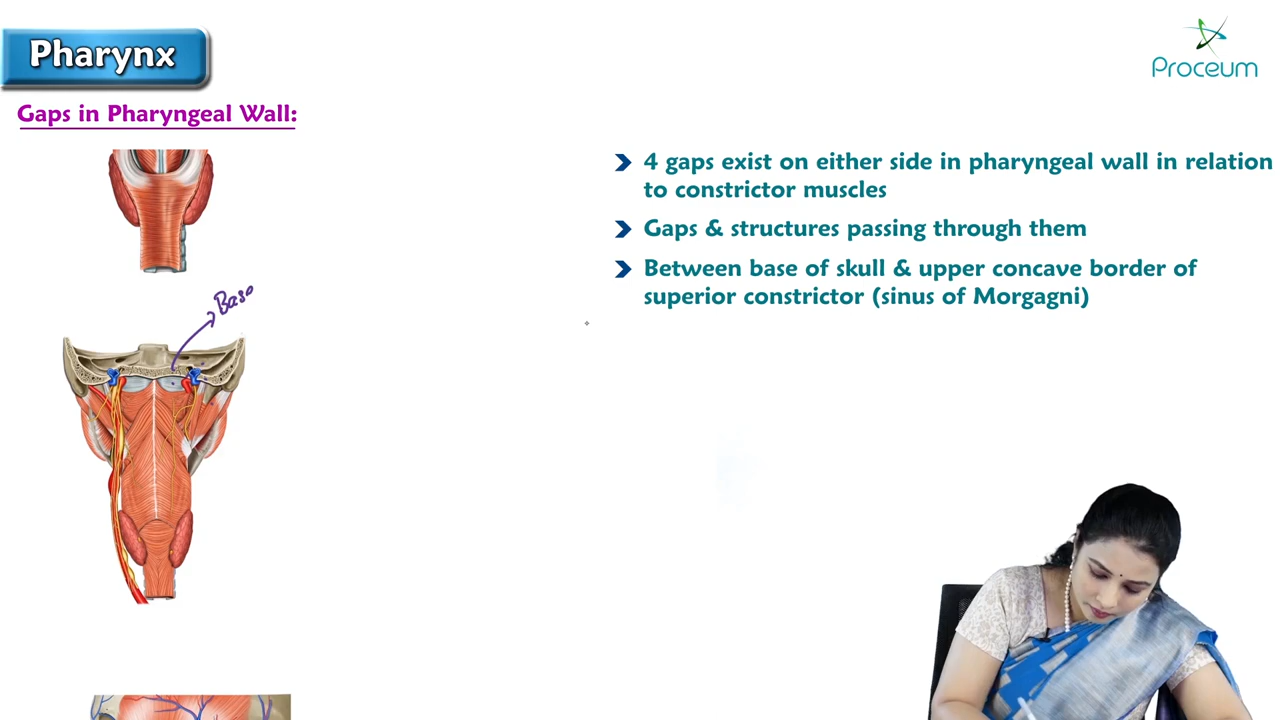 Pharynx
Proceum
Gaps in Pharyngeal Wall:
4 gaps exist on either side in pharyngeal wall in relation
to constrictor muscles
Gaps & structures passing through them
Between base of skull & upper concave border of
superior constrictor (sinus of Morgagni)
Base